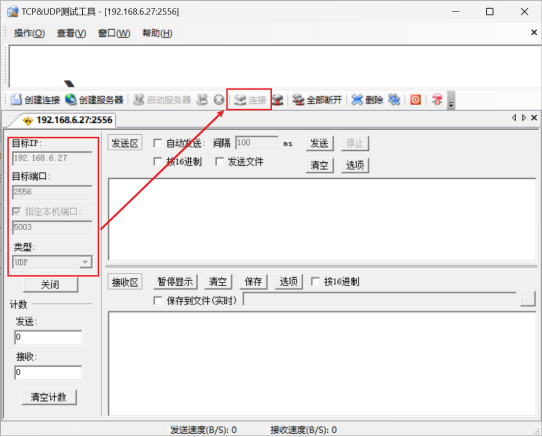 TCP&UDP测试工具 - [192.168.6.27:2556]
操作(O) 查看(V) 窗口(W) 帮助(H)
创建连接 创建服务器 启动服务器 连接 全部断开 删除
192.168.6.27:2556
目标IP:
192.168.6.27
目标端口:
2556
指定本机端口:
5003
类型:
UDP
关闭
计数
发送:
0
接收:
0
清空计数
发送区 自动发送: 间隔 100 ms 发送 停止
按16进制 发送文件 清空 选项
接收区 暂停显示 清空 保存 选项 按16进制
保存到文件(实时) ...
发送速度(B/S): 0 接收速度(B/S): 0